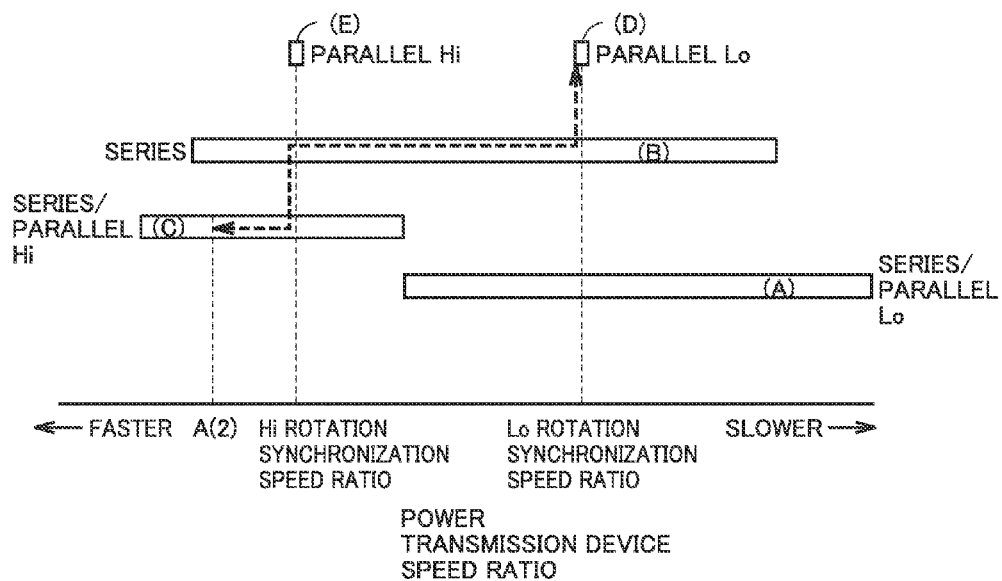 (E)
(D)
PARALLEL Hi
PARALLEL Lo
SERIES
(B)
SERIES/
PARALLEL
Hi
(C)
(A)
SERIES/
PARALLEL
Lo
FASTER
A(2)
Hi ROTATION
SYNCHRONIZATION
SPEED RATIO
Lo ROTATION
SYNCHRONIZATION
SPEED RATIO
SLOWER
POWER
TRANSMISSION DEVICE
SPEED RATIO